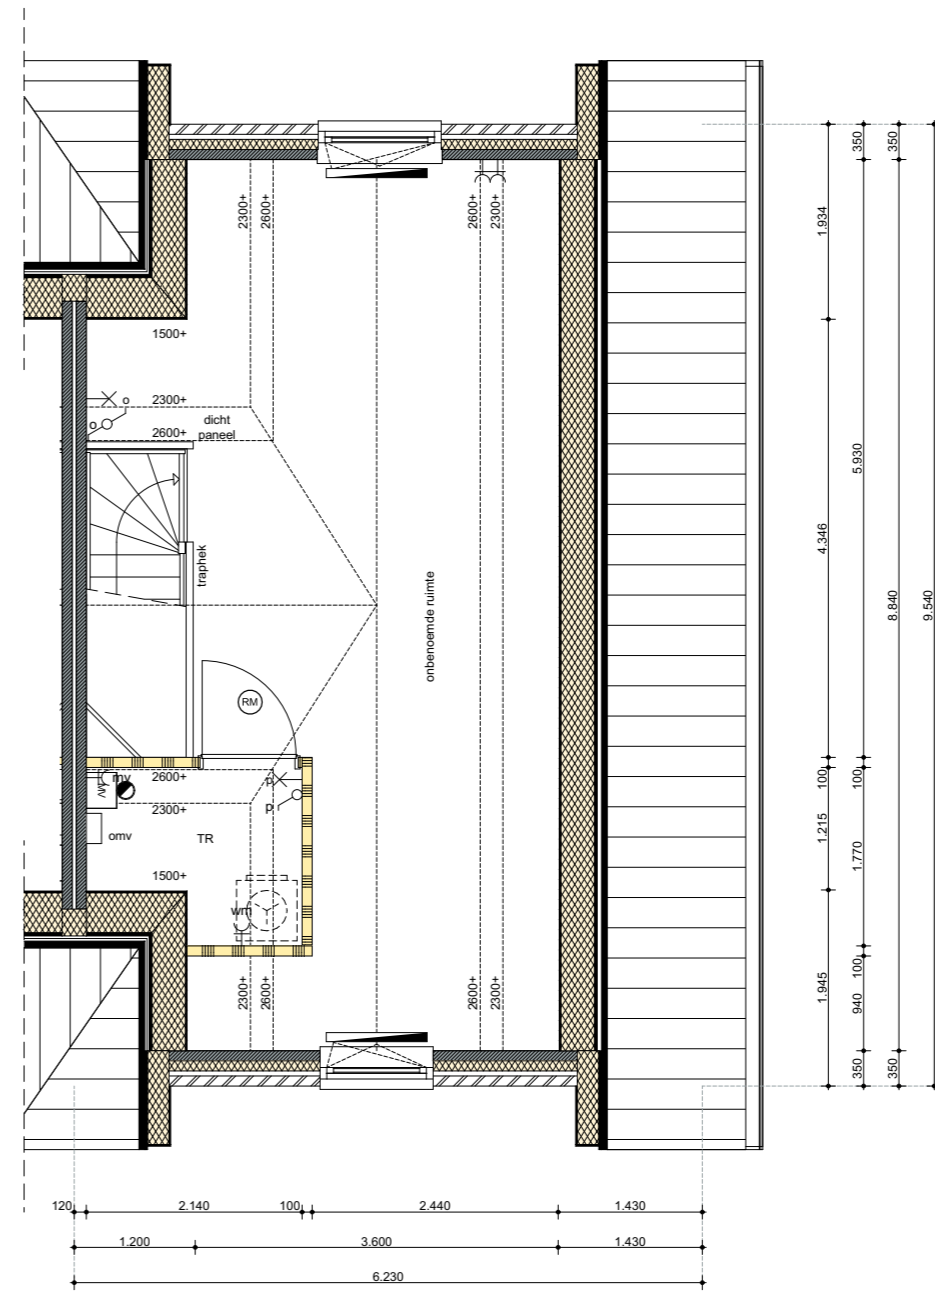 350
350
1.934
2300+
2600+
2600+
2300+
1500+
2300+
o
dicht
o
paneel
2600+
5.930
4.346
traphek
onbenoemde ruimte
8.840
9.540
RM
2600+
mv
MV
p
2300+
p
omv
TR
100
100
1.215
1.770
1500+
wm
2300+
2600+
2600+
2300+
100
1.945
940
350
350
120
2.140
100
2.440
1.430
1.200
3.600
1.430
6.230